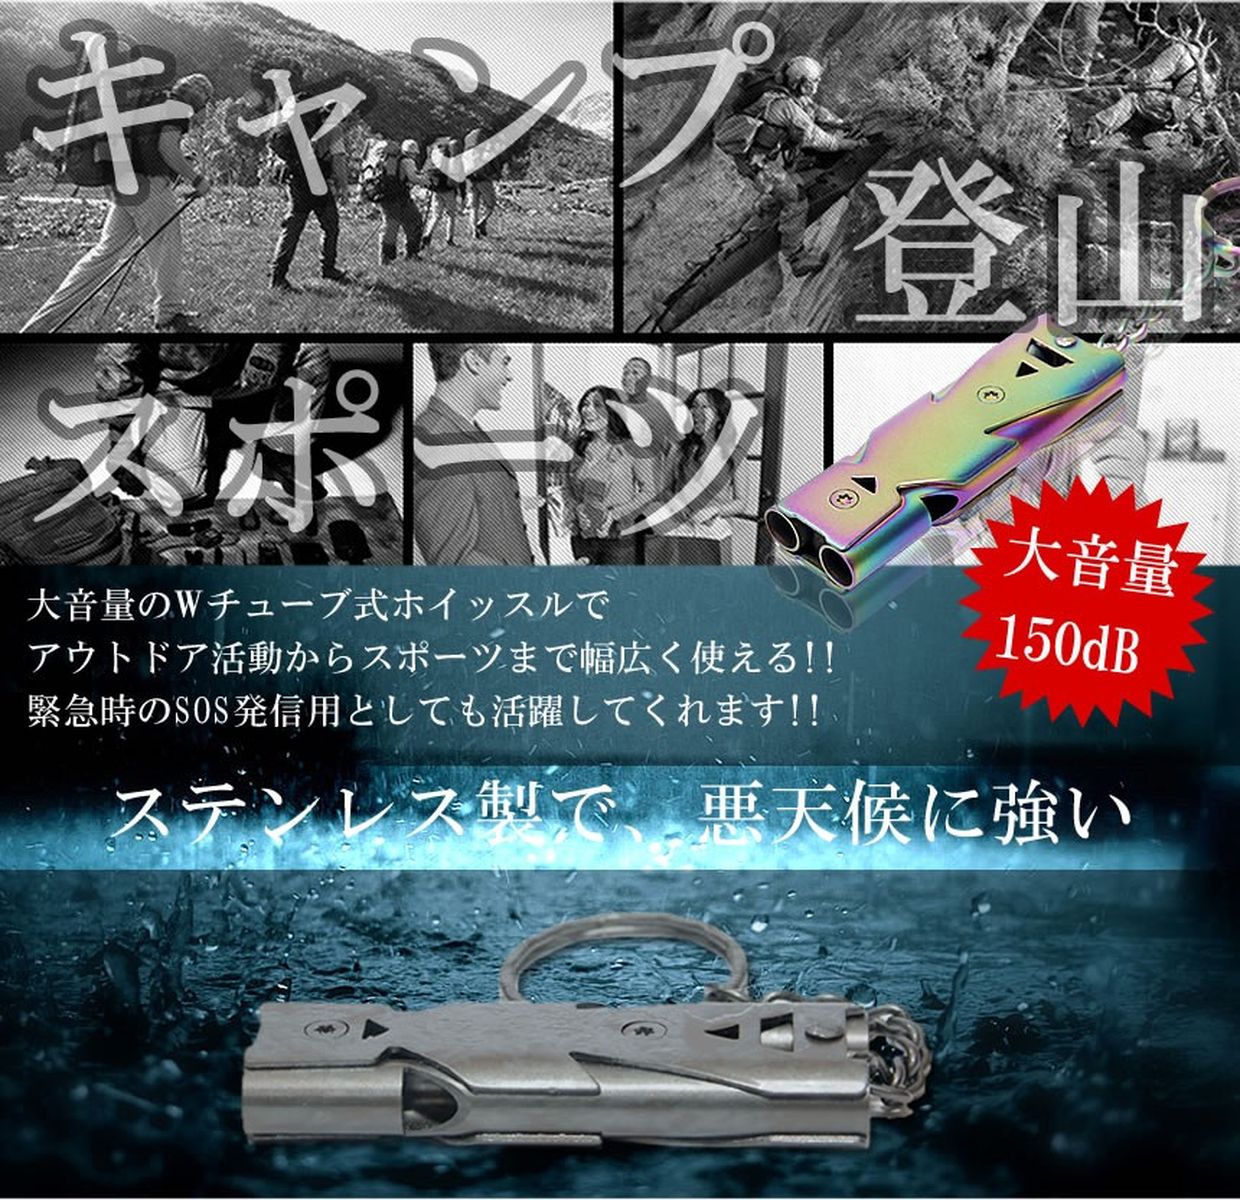 キャンプ
登山
スポーツ
大音量
150dB
大音量のWチューブ式ホイッスルで
アウトドア活動からスポーツまで幅広く使える!!
緊急時のSOS発信用としても活躍してくれます!!
ステンレス製で、悪天候に強い